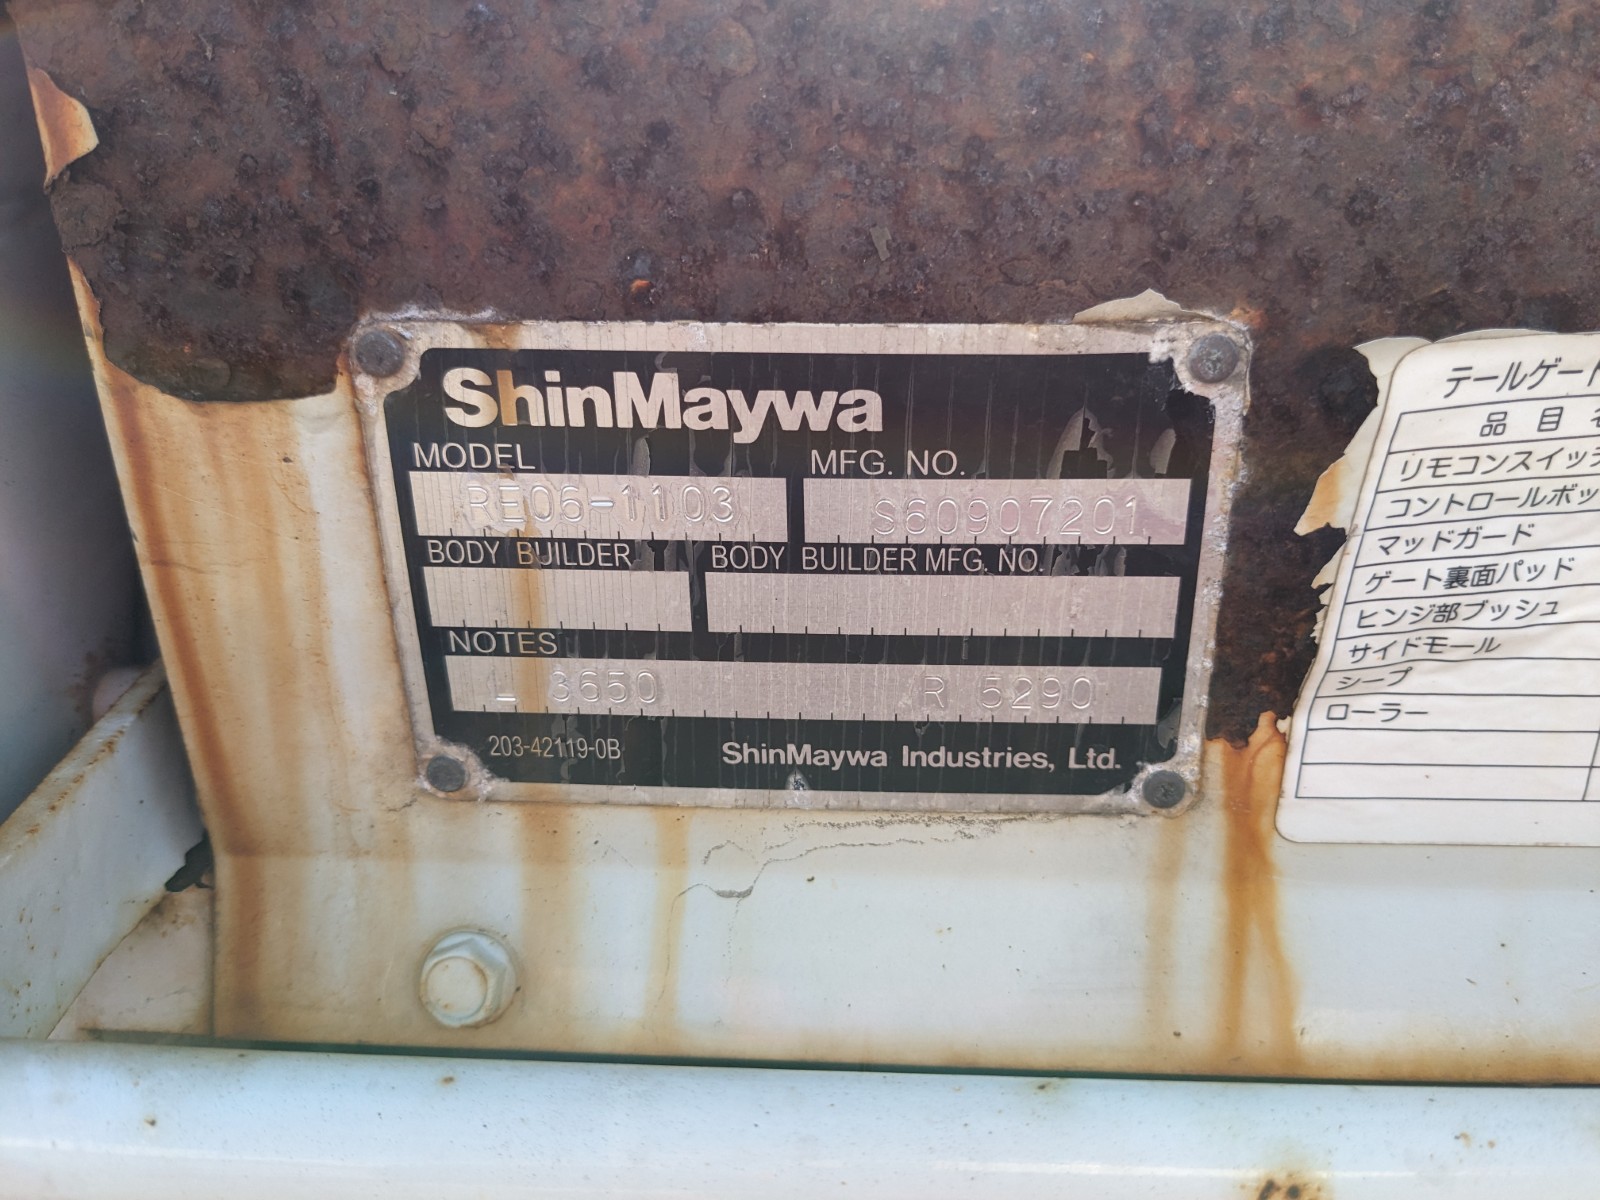 ShinMaywa
MODEL
MFG. NO.
RE06-1103
S60907201
BODY BUILDER
BODY BUILDER MFG. NO.
NOTES
L 3650
R 5290
203-42119-0B
ShinMaywa Industries, Ltd.
テールゲート
品目名
リモコンスイッチ
コントロールボッ
マッドガード
ゲート裏面パッド
ヒンジ部ブッシュ
サイドモール
シーブ
ローラー